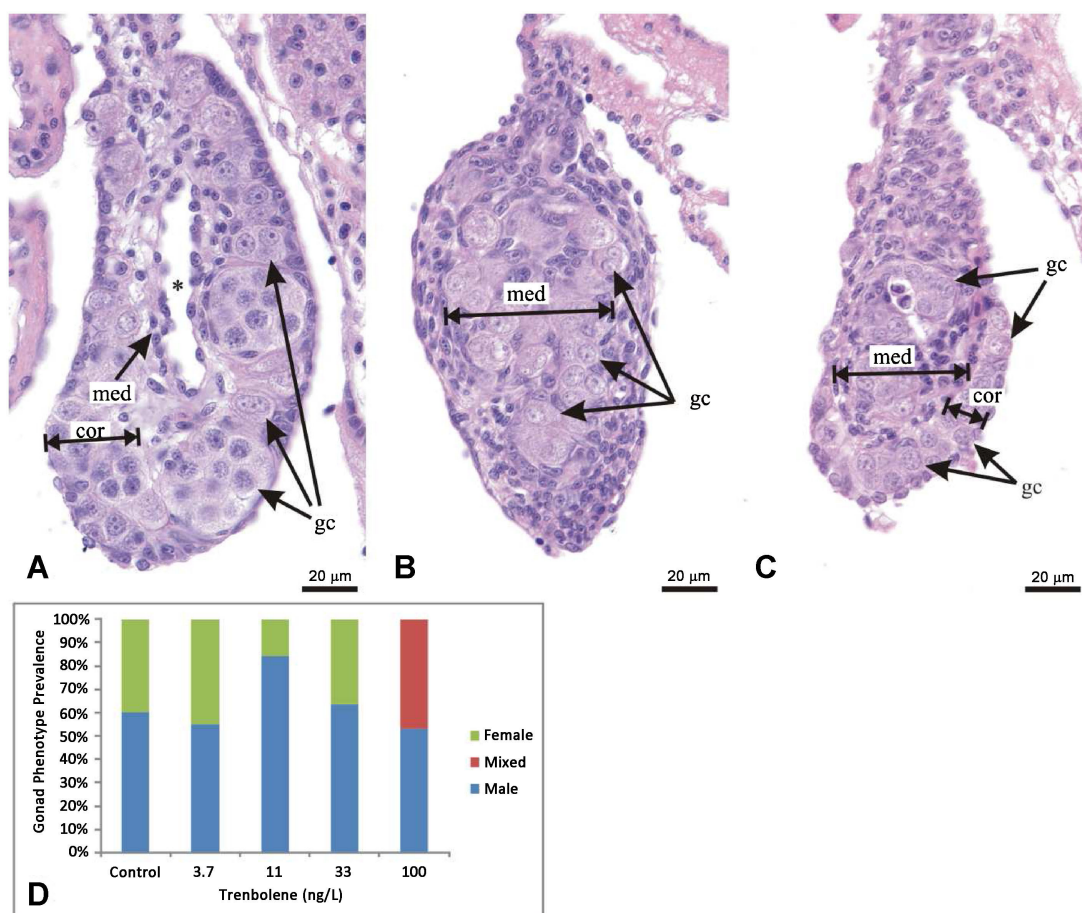 *
med
cor
gc
A
20 μm
med
gc
B
20 μm
gc
med
cor
gc
C
20 μm
100%
90%
80%
70%
60%
50%
40%
30%
20%
10%
0%
Gonad Phenotype Prevalence
Female
Mixed
Male
Control 3.7 11 33 100
Trenbolene (ng/L)
D